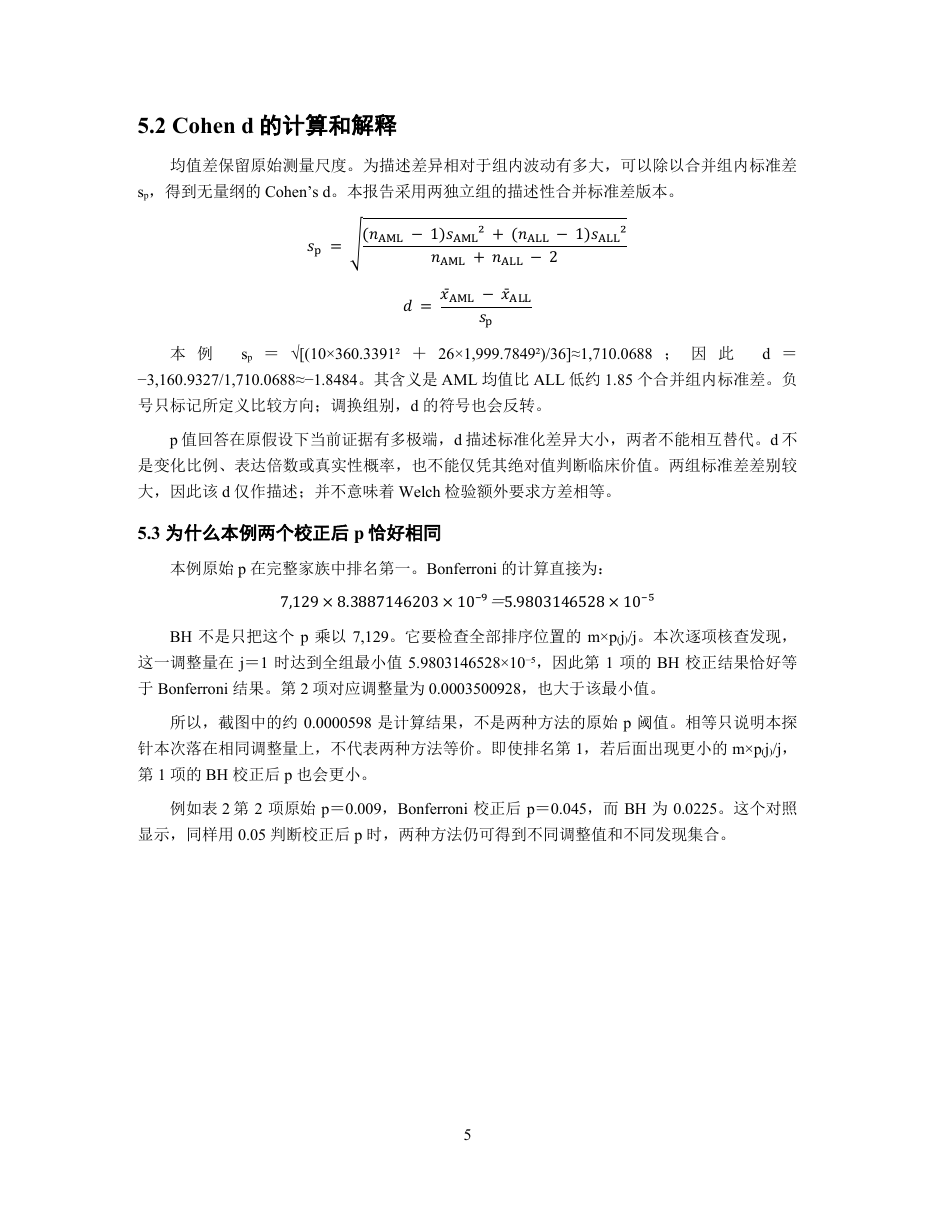 5.2 Cohen d 的计算和解释
均值差保留原始测量尺度。为描述差异相对于组内波动有多大，可以除以合并组内标准差
sₚ，得到无量纲的 Cohen’s d。本报告采用两独立组的描述性合并标准差版本。
sₚ = √((n_AML − 1)s_AML² + (n_ALL − 1)s_ALL² / n_AML + n_ALL − 2)
d = x̄_AML − x̄_ALL / sₚ
本例 sₚ ＝ √[(10×360.3391² ＋ 26×1,999.7849²)/36]≈1,710.0688；因此 d ＝
−3,160.9327/1,710.0688≈−1.8484。其含义是 AML 均值比 ALL 低约 1.85 个合并组内标准差。负
号只标记所定义比较方向；调换组别，d 的符号也会反转。
p 值回答在原假设下当前证据有多极端，d 描述标准化差异大小，两者不能相互替代。d 不
是变化比例、表达倍数或真实性概率，也不能仅凭其绝对值判断临床价值。两组标准差差别较
大，因此该 d 仅作描述；并不意味着 Welch 检验额外要求方差相等。
5.3 为什么本例两个校正后 p 恰好相同
本例原始 p 在完整家族中排名第一。Bonferroni 的计算直接为：
7,129 × 8.3887146203 × 10⁻⁹ ＝5.9803146528 × 10⁻⁵
BH 不是只把这个 p 乘以 7,129。它要检查全部排序位置的 m×p₍ⱼ₎/j。本次逐项核查发现，
这一调整量在 j＝1 时达到全组最小值 5.9803146528×10⁻⁵，因此第 1 项的 BH 校正结果恰好等
于 Bonferroni 结果。第 2 项对应调整量为 0.0003500928，也大于该最小值。
所以，截图中的约 0.0000598 是计算结果，不是两种方法的原始 p 阈值。相等只说明本探
针本次落在相同调整量上，不代表两种方法等价。即使排名第 1，若后面出现更小的 m×p₍ⱼ₎/j，
第 1 项的 BH 校正后 p 也会更小。
例如表 2 第 2 项原始 p＝0.009，Bonferroni 校正后 p＝0.045，而 BH 为 0.0225。这个对照
显示，同样用 0.05 判断校正后 p 时，两种方法仍可得到不同调整值和不同发现集合。
5